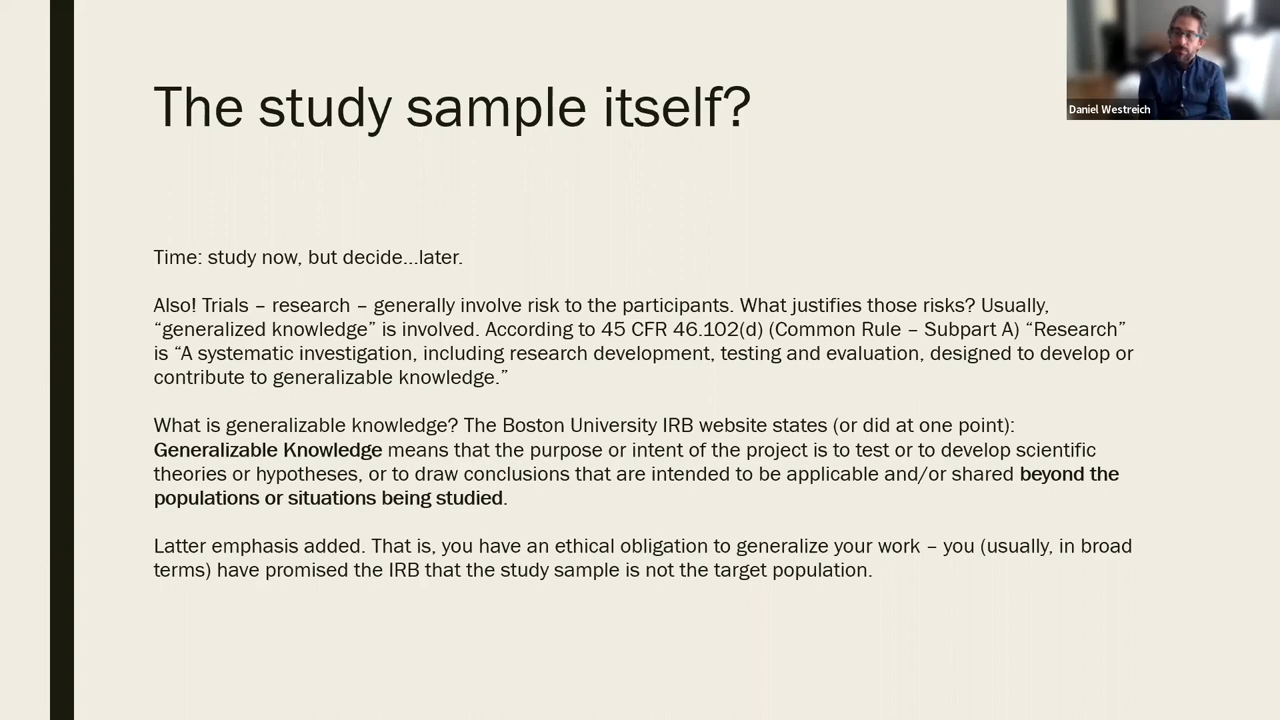 The study sample itself?
Daniel Westreich
Time: study now, but decide...later.
Also! Trials – research – generally involve risk to the participants. What justifies those risks? Usually,
“generalized knowledge” is involved. According to 45 CFR 46.102(d) (Common Rule – Subpart A) “Research”
is “A systematic investigation, including research development, testing and evaluation, designed to develop or
contribute to generalizable knowledge.”
What is generalizable knowledge? The Boston University IRB website states (or did at one point):
Generalizable Knowledge means that the purpose or intent of the project is to test or to develop scientific
theories or hypotheses, or to draw conclusions that are intended to be applicable and/or shared beyond the
populations or situations being studied.
Latter emphasis added. That is, you have an ethical obligation to generalize your work – you (usually, in broad
terms) have promised the IRB that the study sample is not the target population.